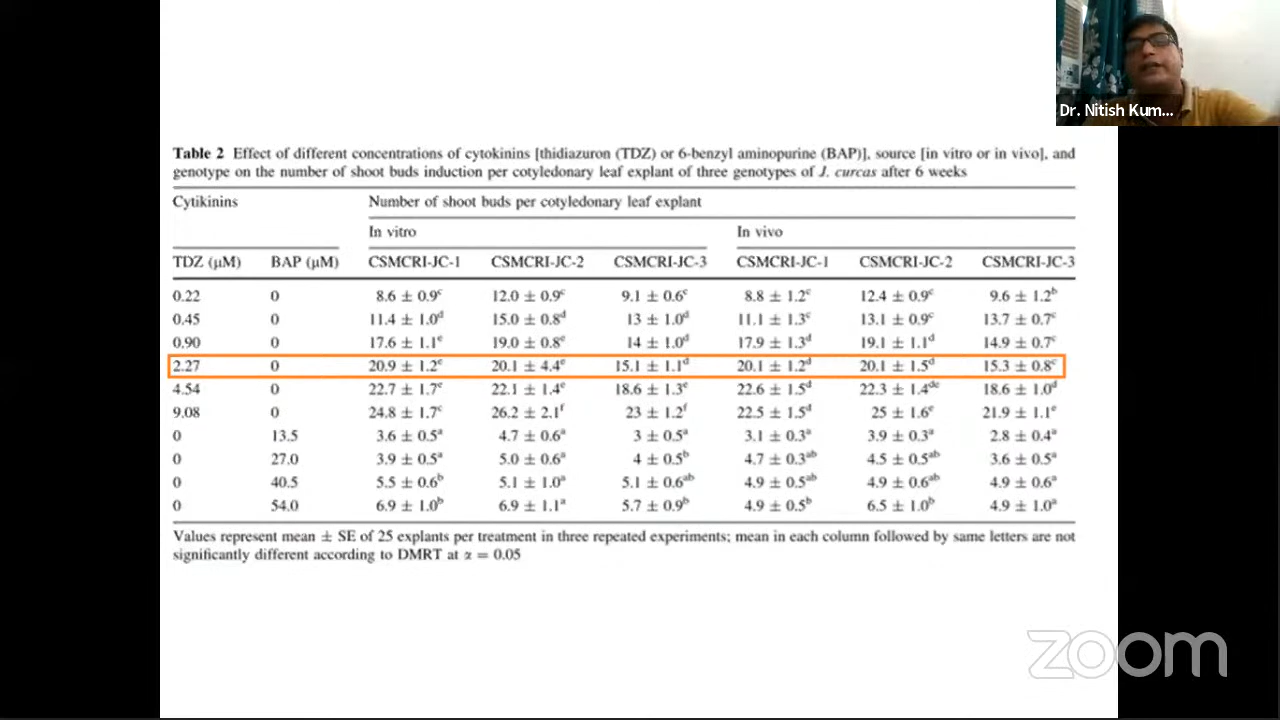 Dr. Nitish Kum...
Table 2 Effect of different concentrations of cytokinins [thidiazuron (TDZ) or 6-benzyl aminopurine (BAP)], source [in vitro or in vivo], and
genotype on the number of shoot buds induction per cotyledonary leaf explant of three genotypes of J. curcas after 6 weeks
Cytikinins Number of shoot buds per cotyledonary leaf explant
In vitro In vivo
TDZ (μM) BAP (μM) CSMCRI-JC-1 CSMCRI-JC-2 CSMCRI-JC-3 CSMCRI-JC-1 CSMCRI-JC-2 CSMCRI-JC-3
0.22 0 8.6 ± 0.9ᶜ 12.0 ± 0.9ᶜ 9.1 ± 0.6ᶜ 8.8 ± 1.2ᶜ 12.4 ± 0.9ᶜ 9.6 ± 1.2ᵇ
0.45 0 11.4 ± 1.0ᵈ 15.0 ± 0.8ᵈ 13 ± 1.0ᵈ 11.1 ± 1.3ᶜ 13.1 ± 0.9ᶜ 13.7 ± 0.7ᶜ
0.90 0 17.6 ± 1.1ᵉ 19.0 ± 0.8ᵉ 14 ± 1.0ᵈ 17.9 ± 1.3ᵈ 19.1 ± 1.1ᵈ 14.9 ± 0.7ᶜ
2.27 0 20.9 ± 1.2ᵉ 20.1 ± 4.4ᵉ 15.1 ± 1.1ᵈ 20.1 ± 1.2ᵈ 20.1 ± 1.5ᵈ 15.3 ± 0.8ᶜ
4.54 0 22.7 ± 1.7ᵉ 22.1 ± 1.4ᵉ 18.6 ± 1.3ᵉ 22.6 ± 1.5ᵈ 22.3 ± 1.4ᵈᵉ 18.6 ± 1.0ᵈ
9.08 0 24.8 ± 1.7ᵉ 26.2 ± 2.1ᶠ 23 ± 1.2ᶠ 22.5 ± 1.5ᵈ 25 ± 1.6ᵉ 21.9 ± 1.1ᵉ
0 13.5 3.6 ± 0.5ᵃ 4.7 ± 0.6ᵃ 3 ± 0.5ᵃ 3.1 ± 0.3ᵃ 3.9 ± 0.3ᵃ 2.8 ± 0.4ᵃ
0 27.0 3.9 ± 0.5ᵃ 5.0 ± 0.6ᵃ 4 ± 0.5ᵇ 4.7 ± 0.3ᵃᵇ 4.5 ± 0.5ᵃᵇ 3.6 ± 0.5ᵃ
0 40.5 5.5 ± 0.6ᵇ 5.1 ± 1.0ᵃ 5.1 ± 0.6ᵃᵇ 4.9 ± 0.5ᵃᵇ 4.9 ± 0.6ᵃᵇ 4.9 ± 0.6ᵃ
0 54.0 6.9 ± 1.0ᵇ 6.9 ± 1.1ᵃ 5.7 ± 0.9ᵇ 4.9 ± 0.5ᵇ 6.5 ± 1.0ᵇ 4.9 ± 1.0ᵃ
Values represent mean ± SE of 25 explants per treatment in three repeated experiments; mean in each column followed by same letters are not
significantly different according to DMRT at α = 0.05
zoom